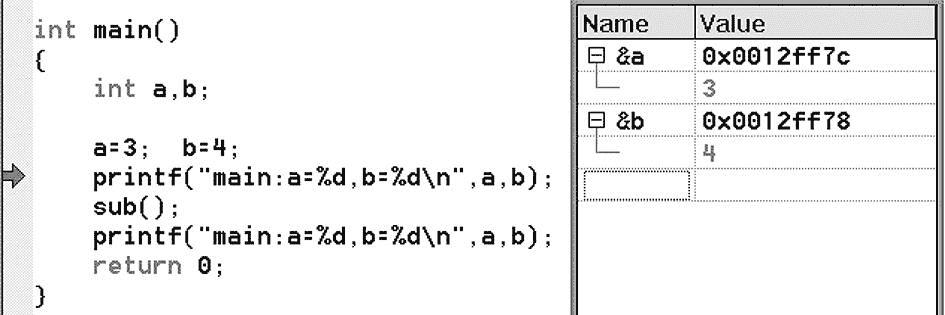 int main()
{
int a,b;
a=3; b=4;
printf("main:a=%d,b=%d\n",a,b);
sub();
printf("main:a=%d,b=%d\n",a,b);
return 0;
}
Name Value
&a 0x0012ff7c
3
&b 0x0012ff78
4